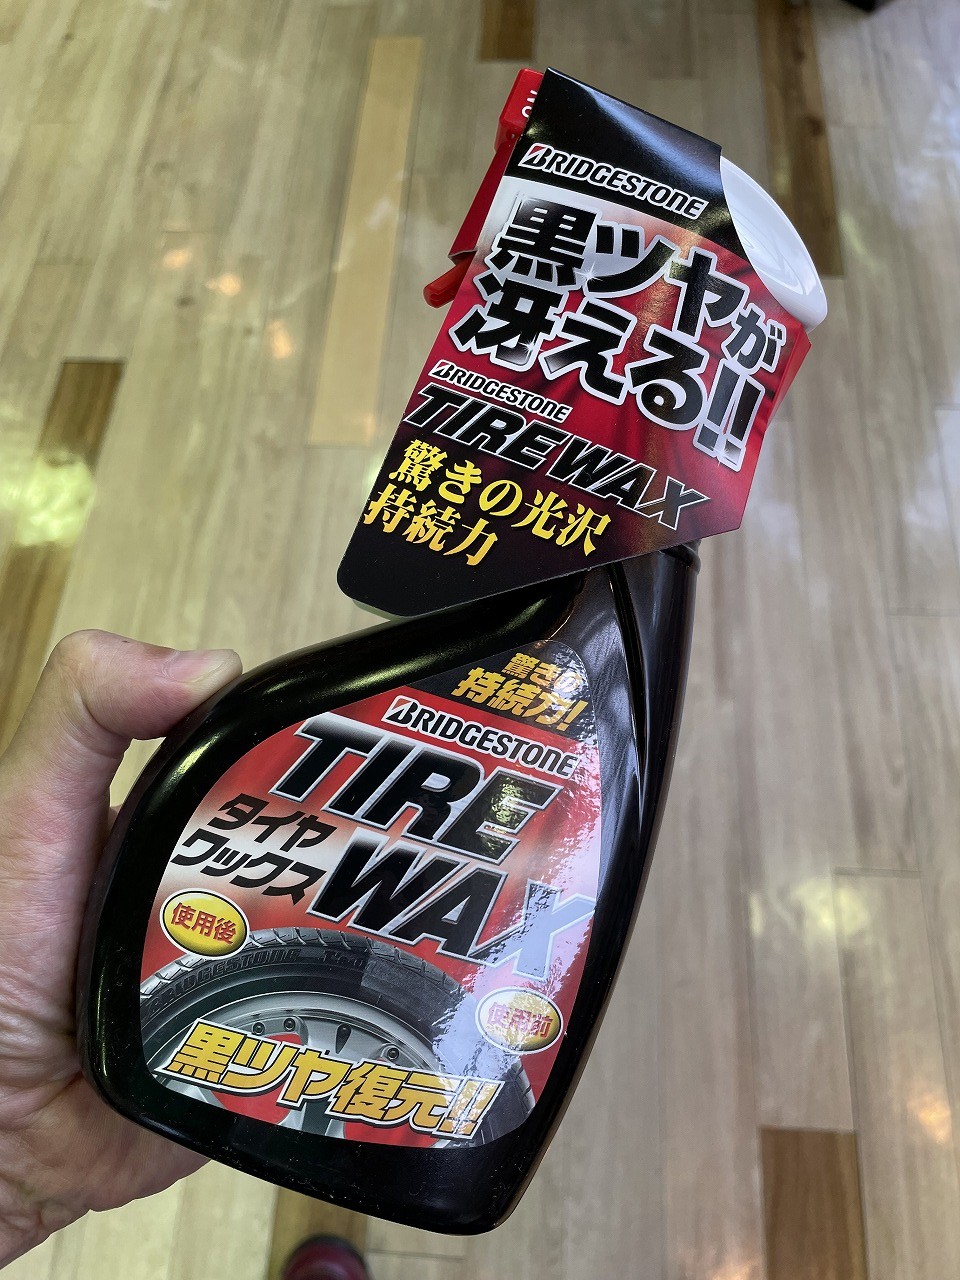 BRIDGESTONE
黒ツヤが
冴える!!
BRIDGESTONE
TIRE WAX
驚きの光沢
持続力
驚きの
持続力!
BRIDGESTONE
TIRE
WAX
タイヤ
ワックス
使用後
使用前
BRIDGESTONE
黒ツヤ復元!!